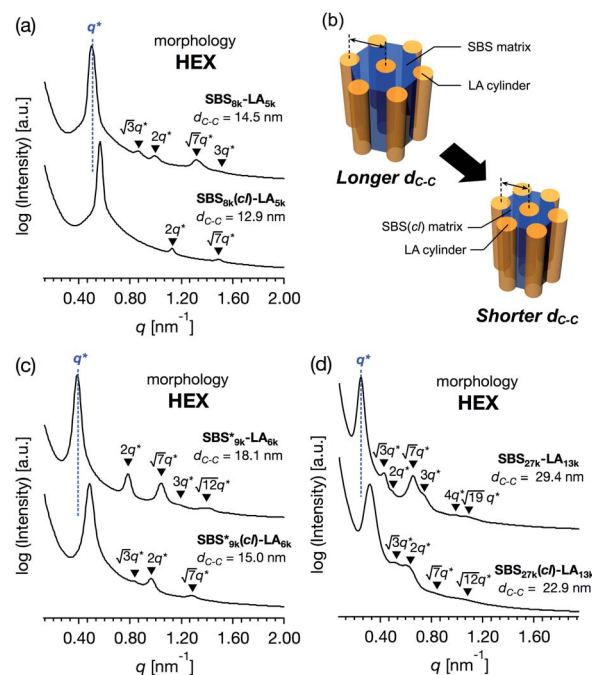 (a)
q*
morphology
HEX
SBS8k-LA5k
dC-C = 14.5 nm
√3q*
2q*
√7q*
3q*
SBS8k(cl)-LA5k
dC-C = 12.9 nm
2q*
√7q*
log (Intensity) [a.u.]
0.40 0.80 1.20 1.60 2.00
q [nm-1]
(b)
SBS matrix
LA cylinder
Longer dC-C
SBS(cl) matrix
LA cylinder
Shorter dC-C
(c)
q*
morphology
HEX
SBS*9k-LA6k
dC-C = 18.1 nm
2q*
√7q*
3q*
√12q*
SBS*9k(cl)-LA6k
dC-C = 15.0 nm
√3q*
2q*
√7q*
log (Intensity) [a.u.]
0.40 0.80 1.20 1.60 2.00
q [nm-1]
(d)
q*
morphology
HEX
√3q*
√7q*
2q*
3q*
SBS27k-LA13k
dC-C = 29.4 nm
4q*
√19 q*
√3q*
2q*
SBS27k(cl)-LA13k
dC-C = 22.9 nm
√7q*
√12q*
log (Intensity) [a.u.]
0.40 0.80 1.20 1.60
q [nm-1]